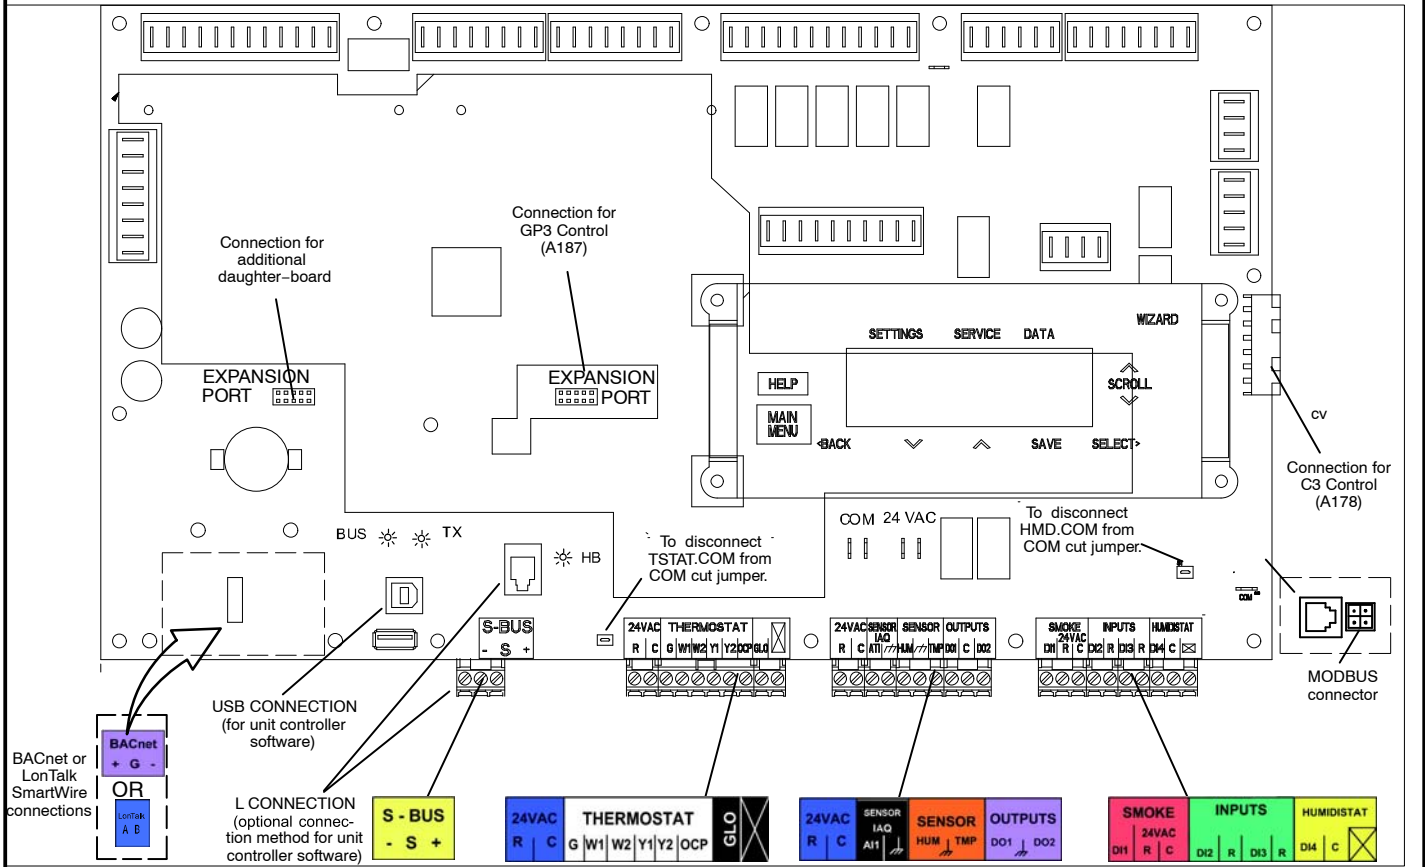 Connection for
GP3 Control
(A187)
Connection for
additional
daughter–board
WIZARD
SETTINGS SERVICE DATA
EXPANSION
PORT
EXPANSION
PORT
HELP
SCROLL
MAIN
MENU
<BACK SAVE SELECT>
cv
Connection for
C3 Control
(A178)
BUS TX
HB
To disconnect
TSTAT.COM from
COM cut jumper.
COM 24 VAC
To disconnect
HMD.COM from
COM cut jumper.
COM
S-BUS
- S +
24VAC THERMOSTAT
R C G W1 W2 Y1 Y2 OCP GLO
24VAC SENSOR SENSOR OUTPUTS
IAQ
R C AI1 HUM TMP DO1 C DO2
SMOKE INPUTS HUMIDISTAT
24VAC
DI1 R C DI2 R DI3 R DI4 C
MODBUS
connector
USB CONNECTION
(for unit controller
software)
BACnet or
LonTalk
SmartWire
connections
BACnet
+ G -
OR
LonTalk
A B
L CONNECTION
(optional connec-
tion method for unit
controller software)
S - BUS
- S +
24VAC THERMOSTAT GLO
R C G W1 W2 Y1 Y2 OCP
24VAC SENSOR SENSOR OUTPUTS
IAQ
R C AI1 HUM TMP DO1 DO2
SMOKE INPUTS HUMIDISTAT
24VAC
DI1 R C DI2 R DI3 R DI4 C